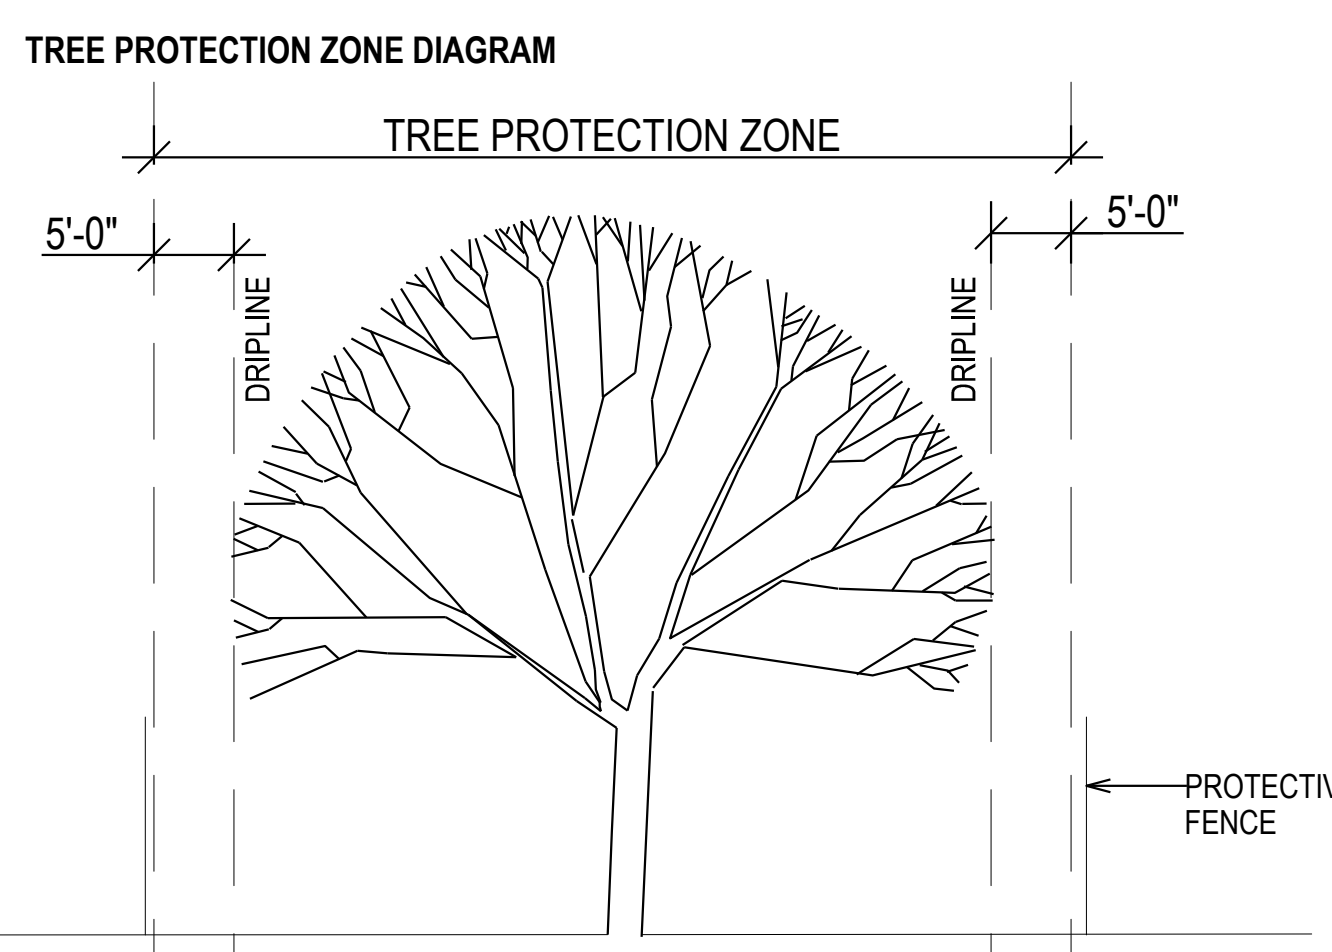 TREE PROTECTION ZONE DIAGRAM
TREE PROTECTION ZONE
5'-0"
5'-0"
DRIPLINE
DRIPLINE
FENCE